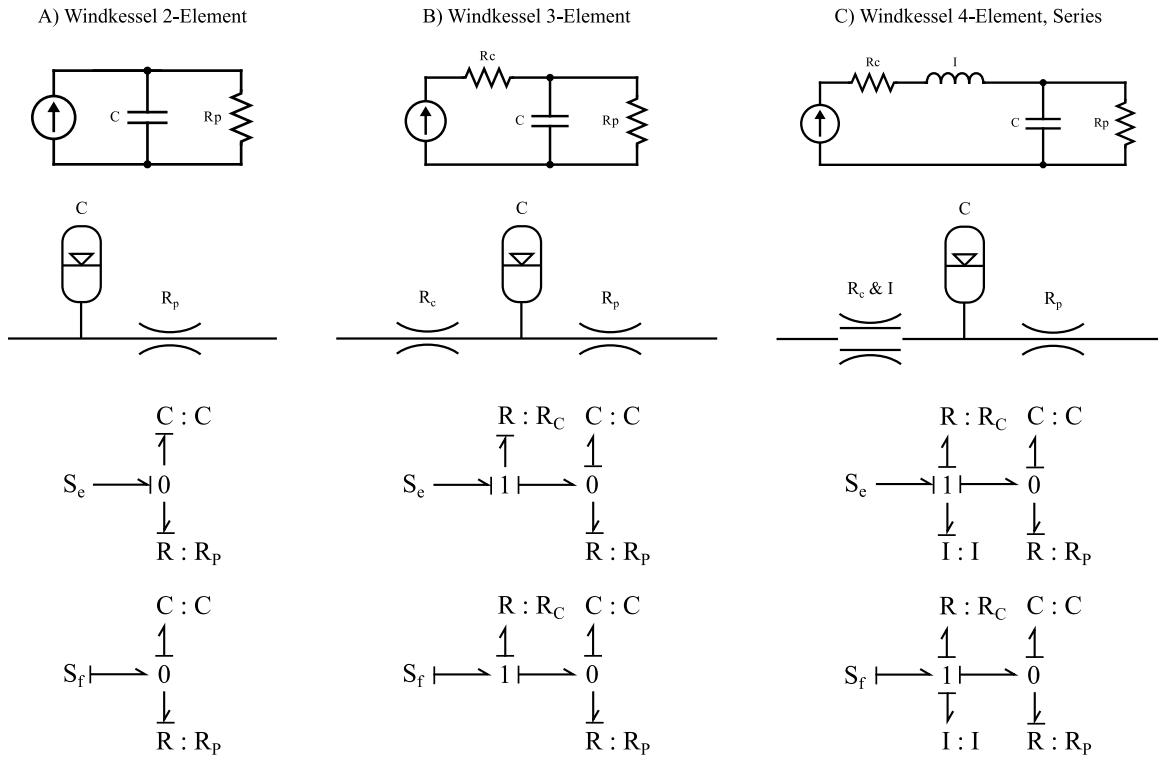 A) Windkessel 2-Element
B) Windkessel 3-Element
C) Windkessel 4-Element, Series
C
Rp
Rc
C
Rp
Rc
I
C
Rp
C
Rp
C
Rc
Rp
C
Rc & I
Rp
C : C
Se
0
R : RP
R : RC
C : C
Se
1
0
R : RP
R : RC
C : C
Se
1
0
I : I
R : RP
C : C
Sf
0
R : RP
R : RC
C : C
Sf
1
0
R : RP
R : RC
C : C
Sf
1
0
I : I
R : RP